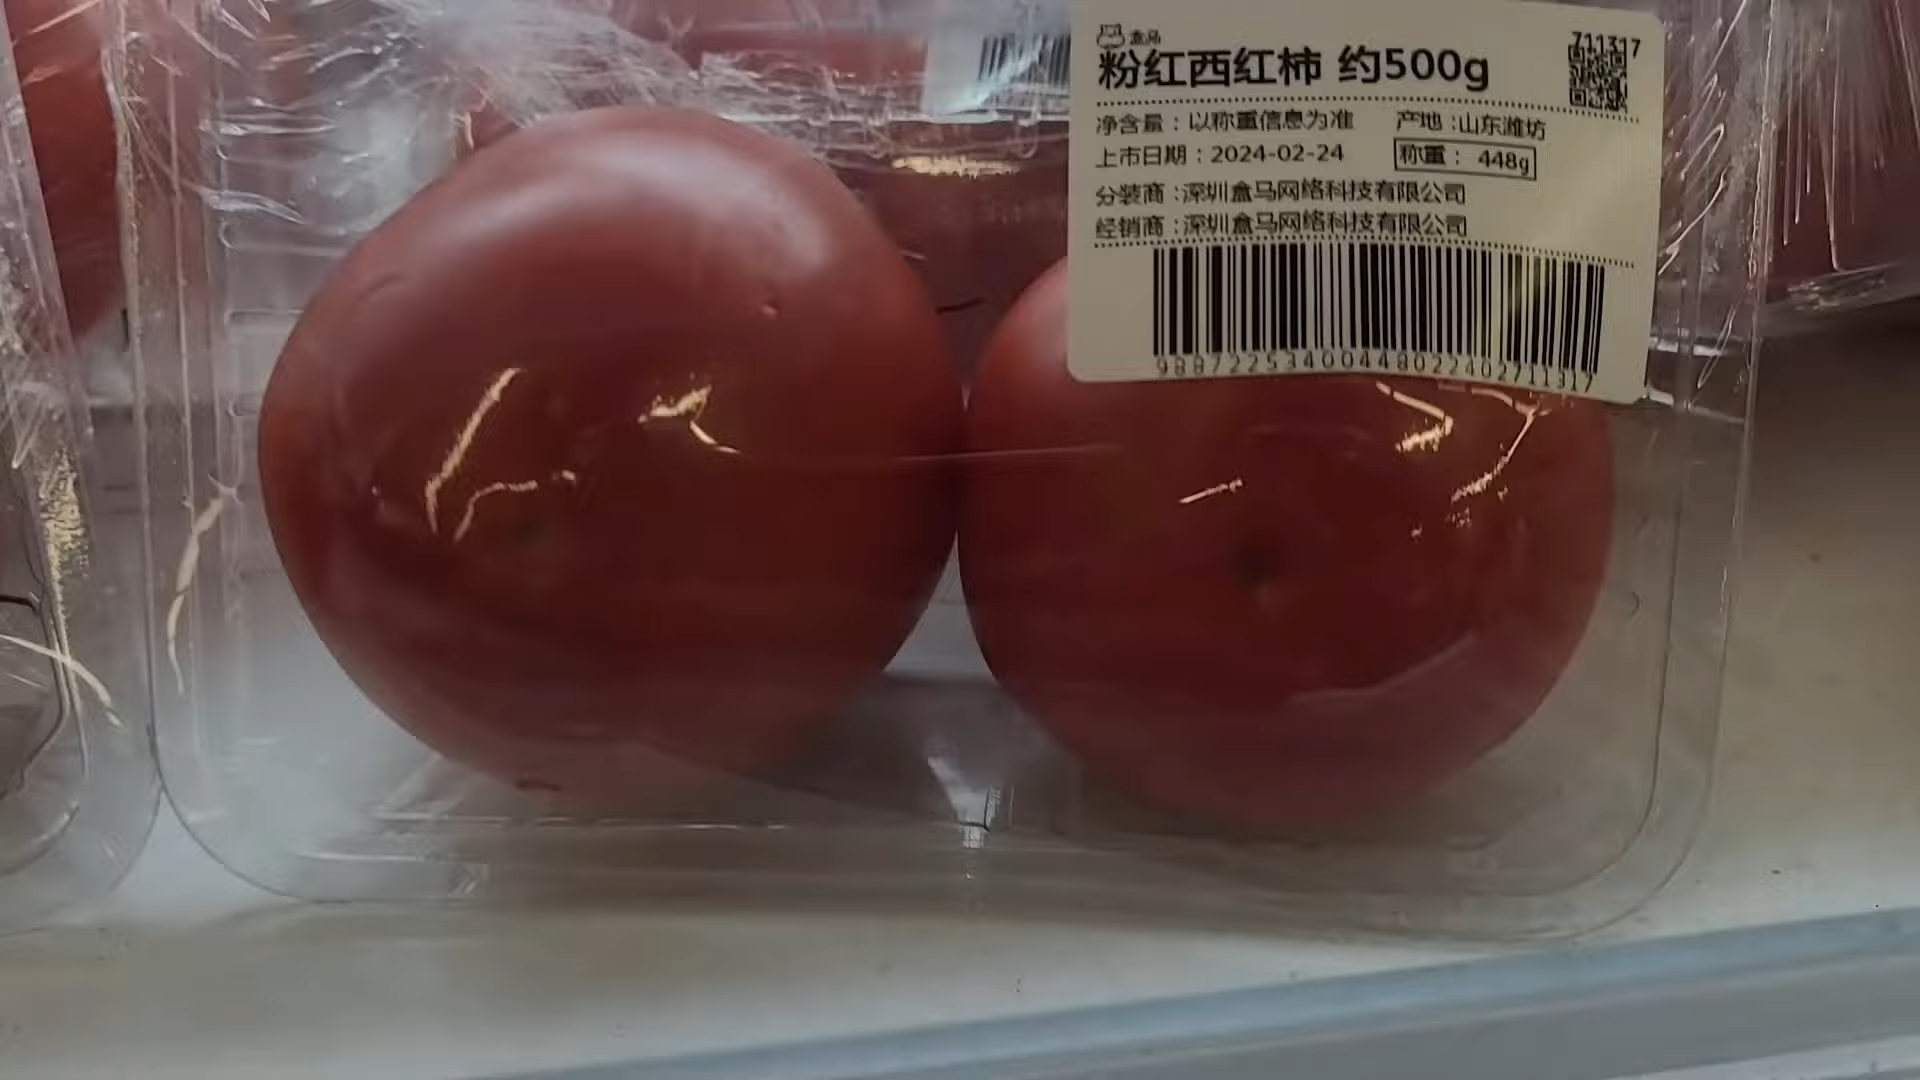 盒马
711317
粉红西红柿 约500g
净含量：以称重信息为准 产地：山东潍坊
上市日期：2024-02-24 称重： 448g
分装商：深圳盒马网络科技有限公司
经销商：深圳盒马网络科技有限公司
9887225340044802240271​1317